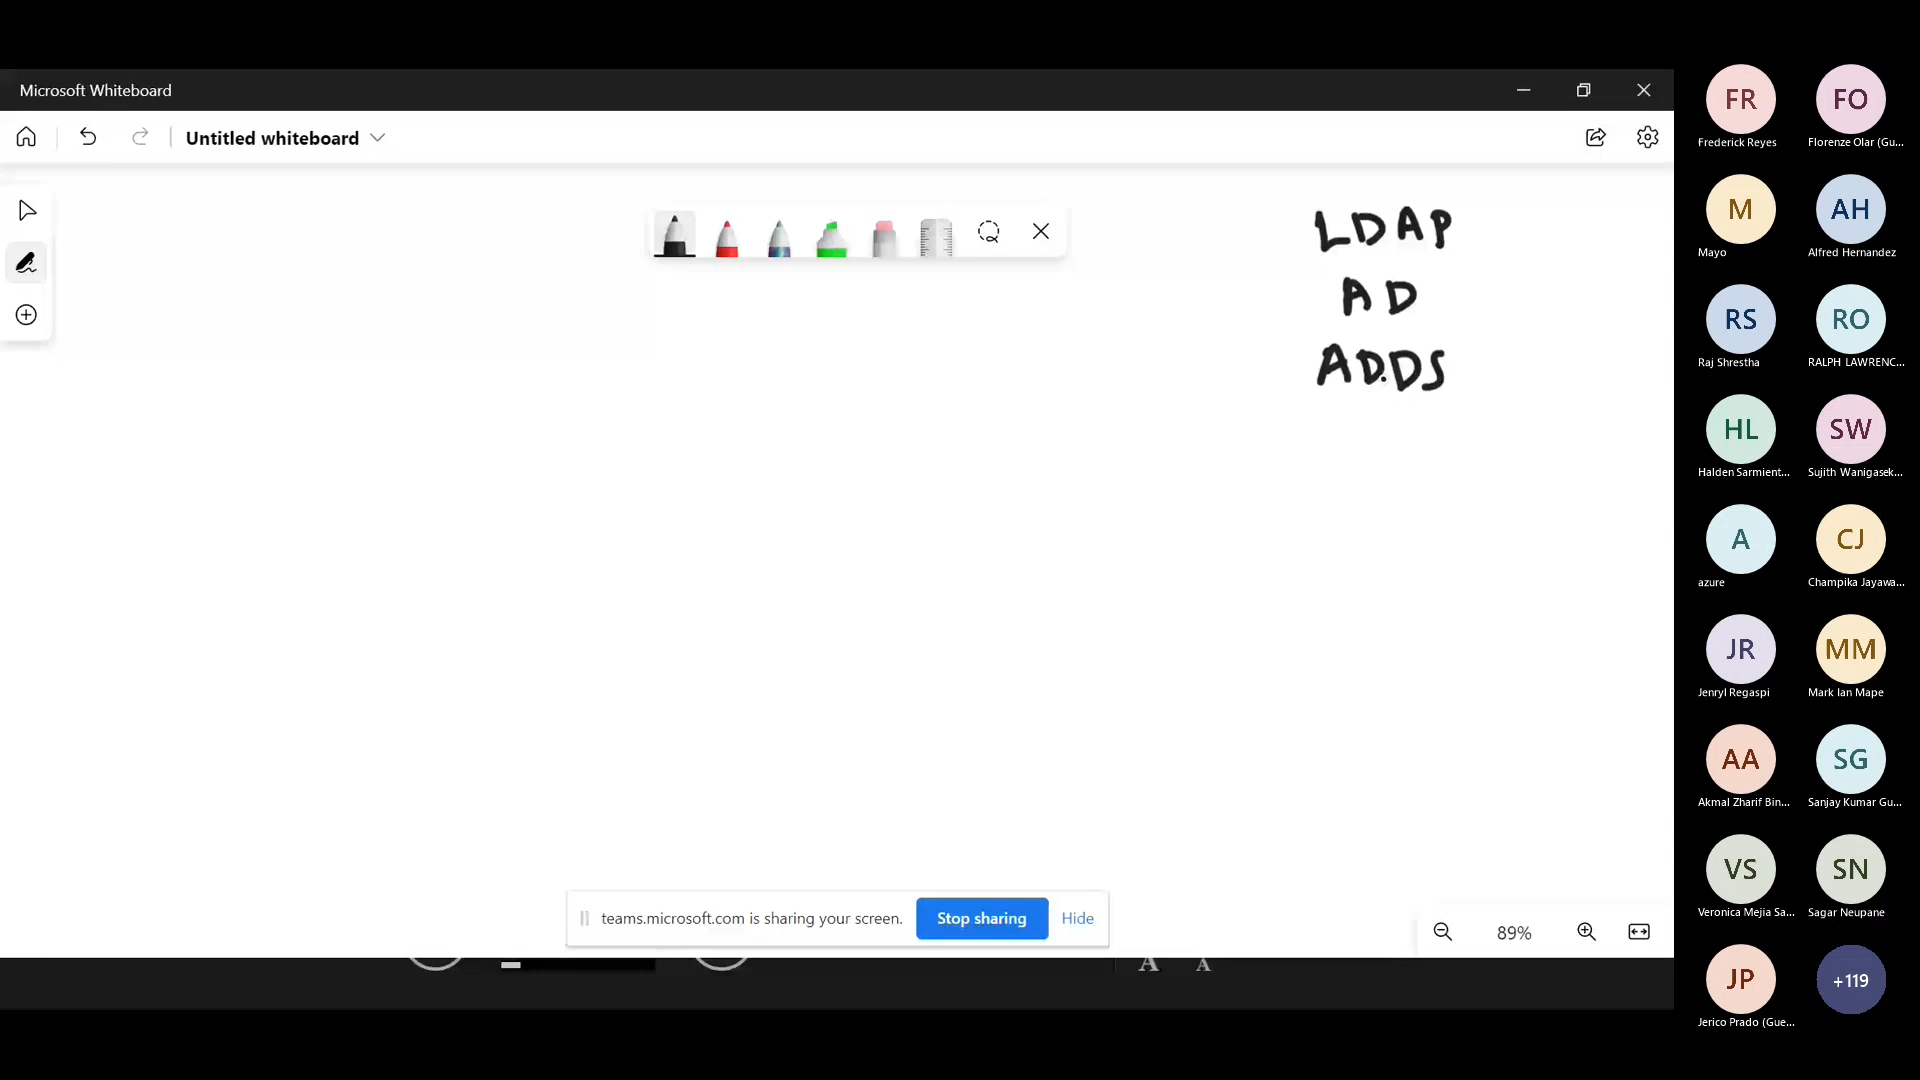 Microsoft Whiteboard
Untitled whiteboard
LDAP
AD
ADDS
teams.microsoft.com is sharing your screen.
Stop sharing
Hide
89%
A A
FR FO
Frederick Reyes Florenze Olar (Gu...
M AH
Mayo Alfred Hernandez
RS RO
Raj Shrestha RALPH LAWRENC...
HL SW
Halden Sarmient... Sujith Wanigasek...
A CJ
azure Champika Jayawa...
JR MM
Jenryl Regaspi Mark Ian Mape
AA SG
Akmal Zharif Bin... Sanjay Kumar Gu...
VS SN
Veronica Mejia Sa... Sagar Neupane
JP +119
Jerico Prado (Gue...